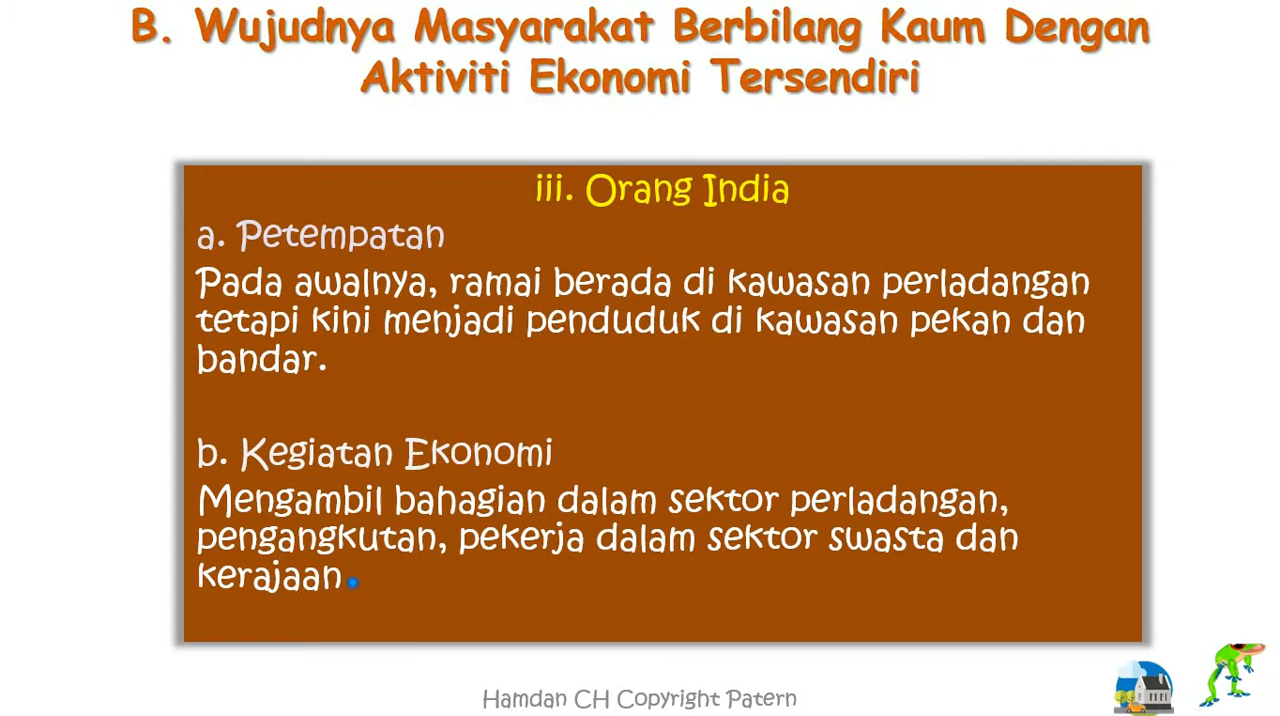 B. Wujudnya Masyarakat Berbilang Kaum Dengan
Aktiviti Ekonomi Tersendiri
iii. Orang India
a. Petempatan
Pada awalnya, ramai berada di kawasan perladangan
tetapi kini menjadi penduduk di kawasan pekan dan
bandar.
b. Kegiatan Ekonomi
Mengambil bahagian dalam sektor perladangan,
pengangkutan, pekerja dalam sektor swasta dan
kerajaan.
Hamdan CH Copyright Patern